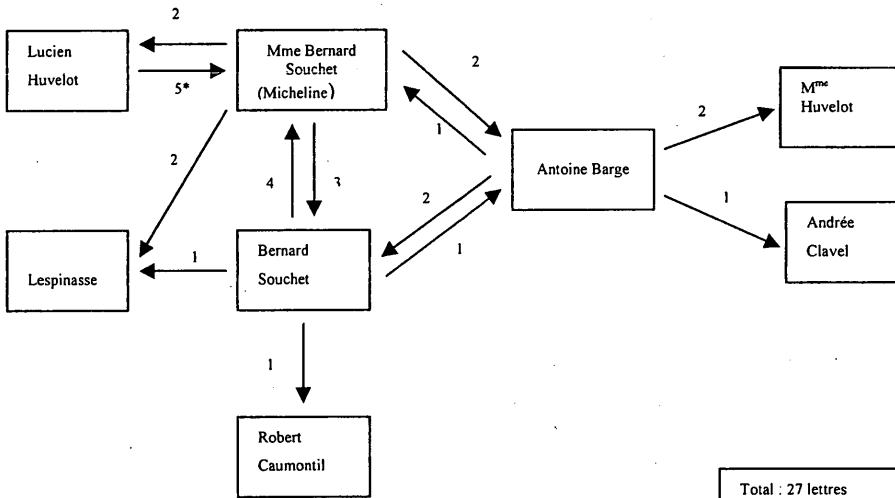 2
Lucien
Huvelot
5*
Mme Bernard
Souchet
(Micheline)
2
1
Mme
Huvelot
2
Antoine Barge
1
Andrée
Clavel
2
4
3
2
1
Lespinasse
1
Bernard
Souchet
1
Robert
Caumontil
Total : 27 lettres